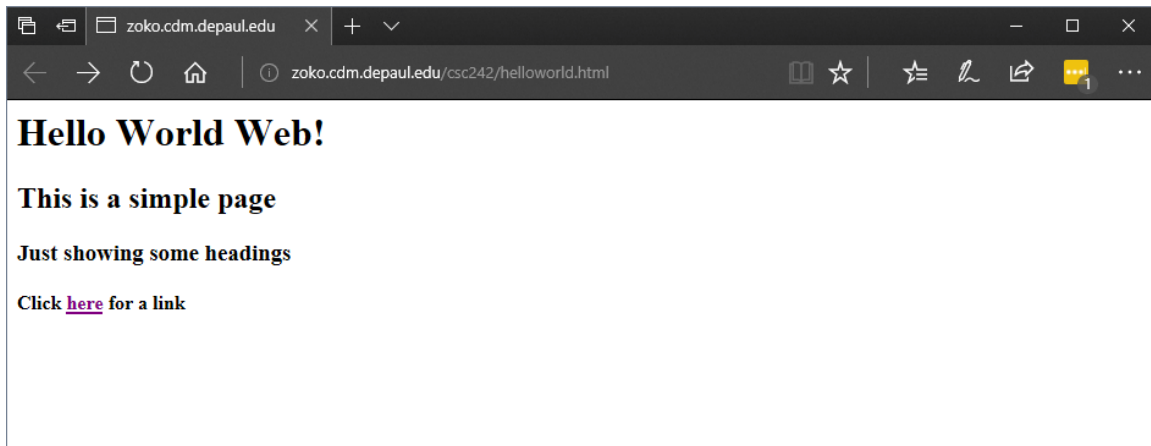 zoko.cdm.depaul.edu
zoko.cdm.depaul.edu/csc242/helloworld.html
1
Hello World Web!
This is a simple page
Just showing some headings
Click here for a link